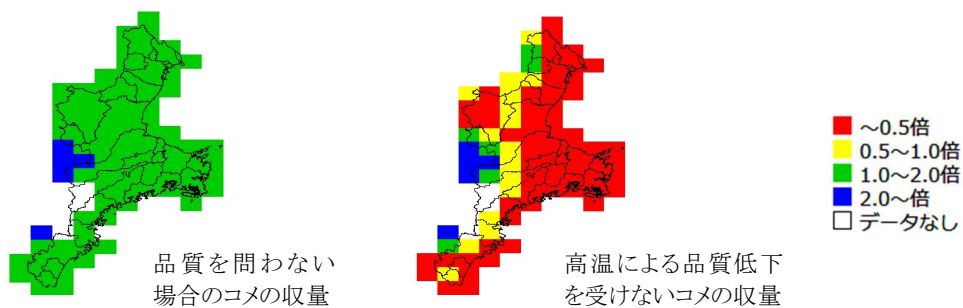 品質を問わない
場合のコメの収量
高温による品質低下
を受けないコメの収量
～0.5倍
0.5～1.0倍
1.0～2.0倍
2.0～倍
データなし